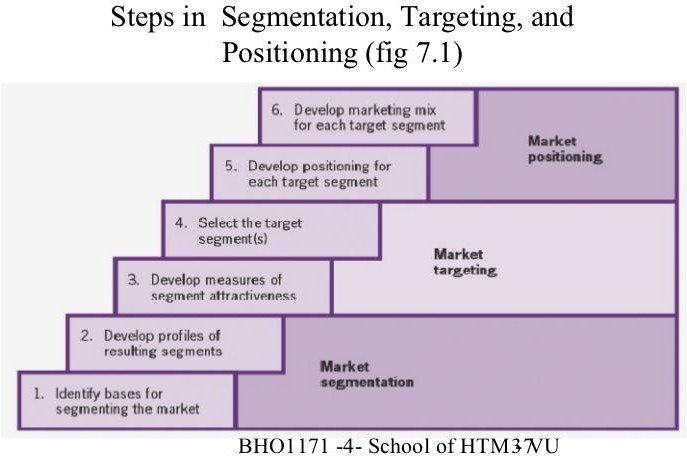 Steps in Segmentation, Targeting, and
Positioning (fig 7.1)
6. Develop marketing mix
for each target segment
Market
positioning
5. Develop positioning for
each target segment
4. Select the target
segment(s)
Market
targeting
3. Develop measures of
segment attractiveness
2. Develop profiles of
resulting segments
Market
segmentation
1. Identify bases for
segmenting the market
BHO1171 -4- School of HTM